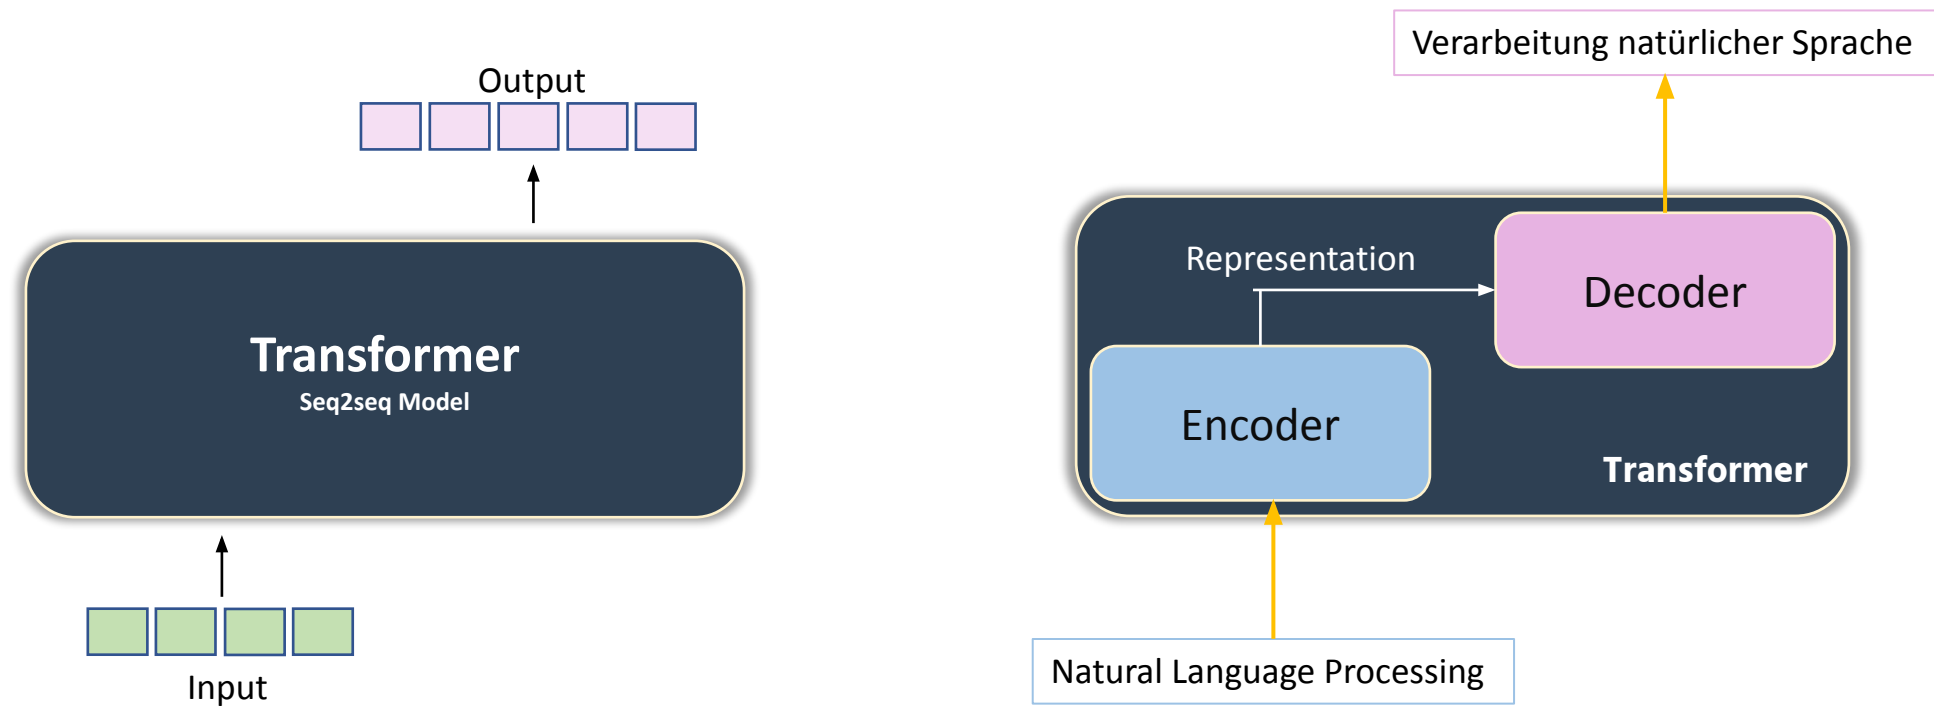 Output
Transformer
Seq2seq Model
Input
Verarbeitung natürlicher Sprache
Representation
Decoder
Encoder
Transformer
Natural Language Processing